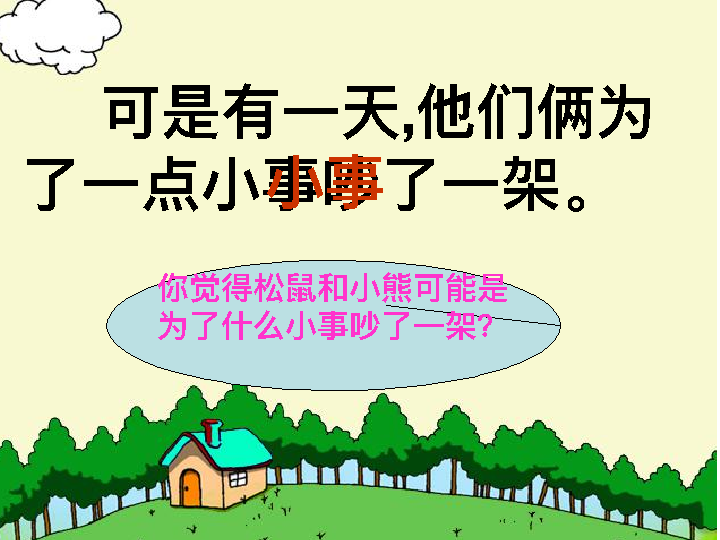 可是有一天,他们俩为
了一点小事吵了一架。
小事
你觉得松鼠和小熊可能是
为了什么小事吵了一架?